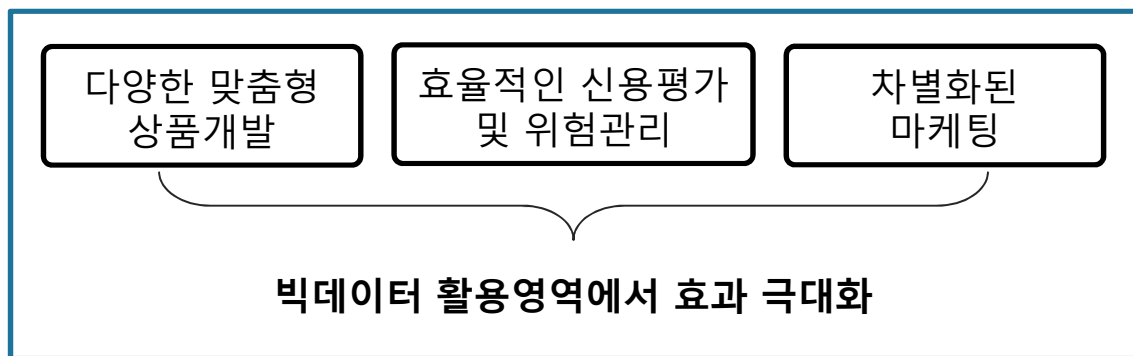 다양한 맞춤형
상품개발
효율적인 신용평가
및 위험관리
차별화된
마케팅
빅데이터 활용영역에서 효과 극대화